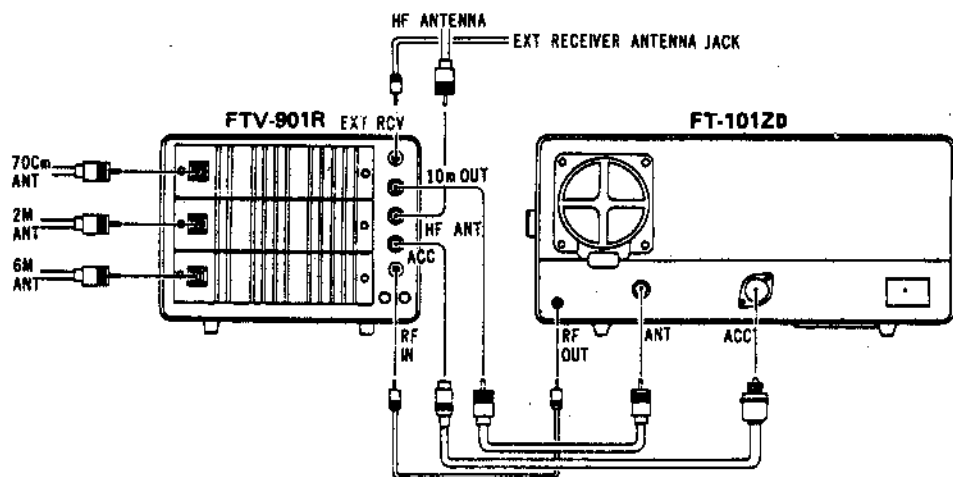 HF ANTENNA
EXT RECEIVER ANTENNA JACK
FTV-901R
EXT RCV
FT-101ZD
70Cm
ANT
10m OUT
2M
ANT
HF ANT
ACC
6M
ANT
RF
IN
RF
OUT
ANT
ACC